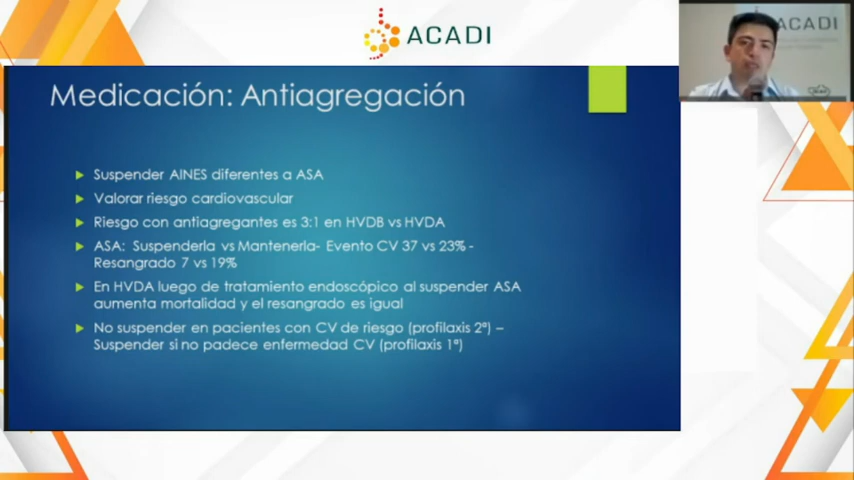 ACADI
ACADI
Medicación: Antiagregación
Suspender AINES diferentes a ASA
Valorar riesgo cardiovascular
Riesgo con antiagregantes es 3:1 en HVDB vs HVDA
ASA: Suspenderla vs Mantenerla- Evento CV 37 vs 23% -
Resangrado 7 vs 19%
En HVDA luego de tratamiento endoscópico al suspender ASA
aumenta mortalidad y el resangrado es igual
No suspender en pacientes con CV de riesgo (profilaxis 2ª) –
Suspender si no padece enfermedad CV (profilaxis 1ª)